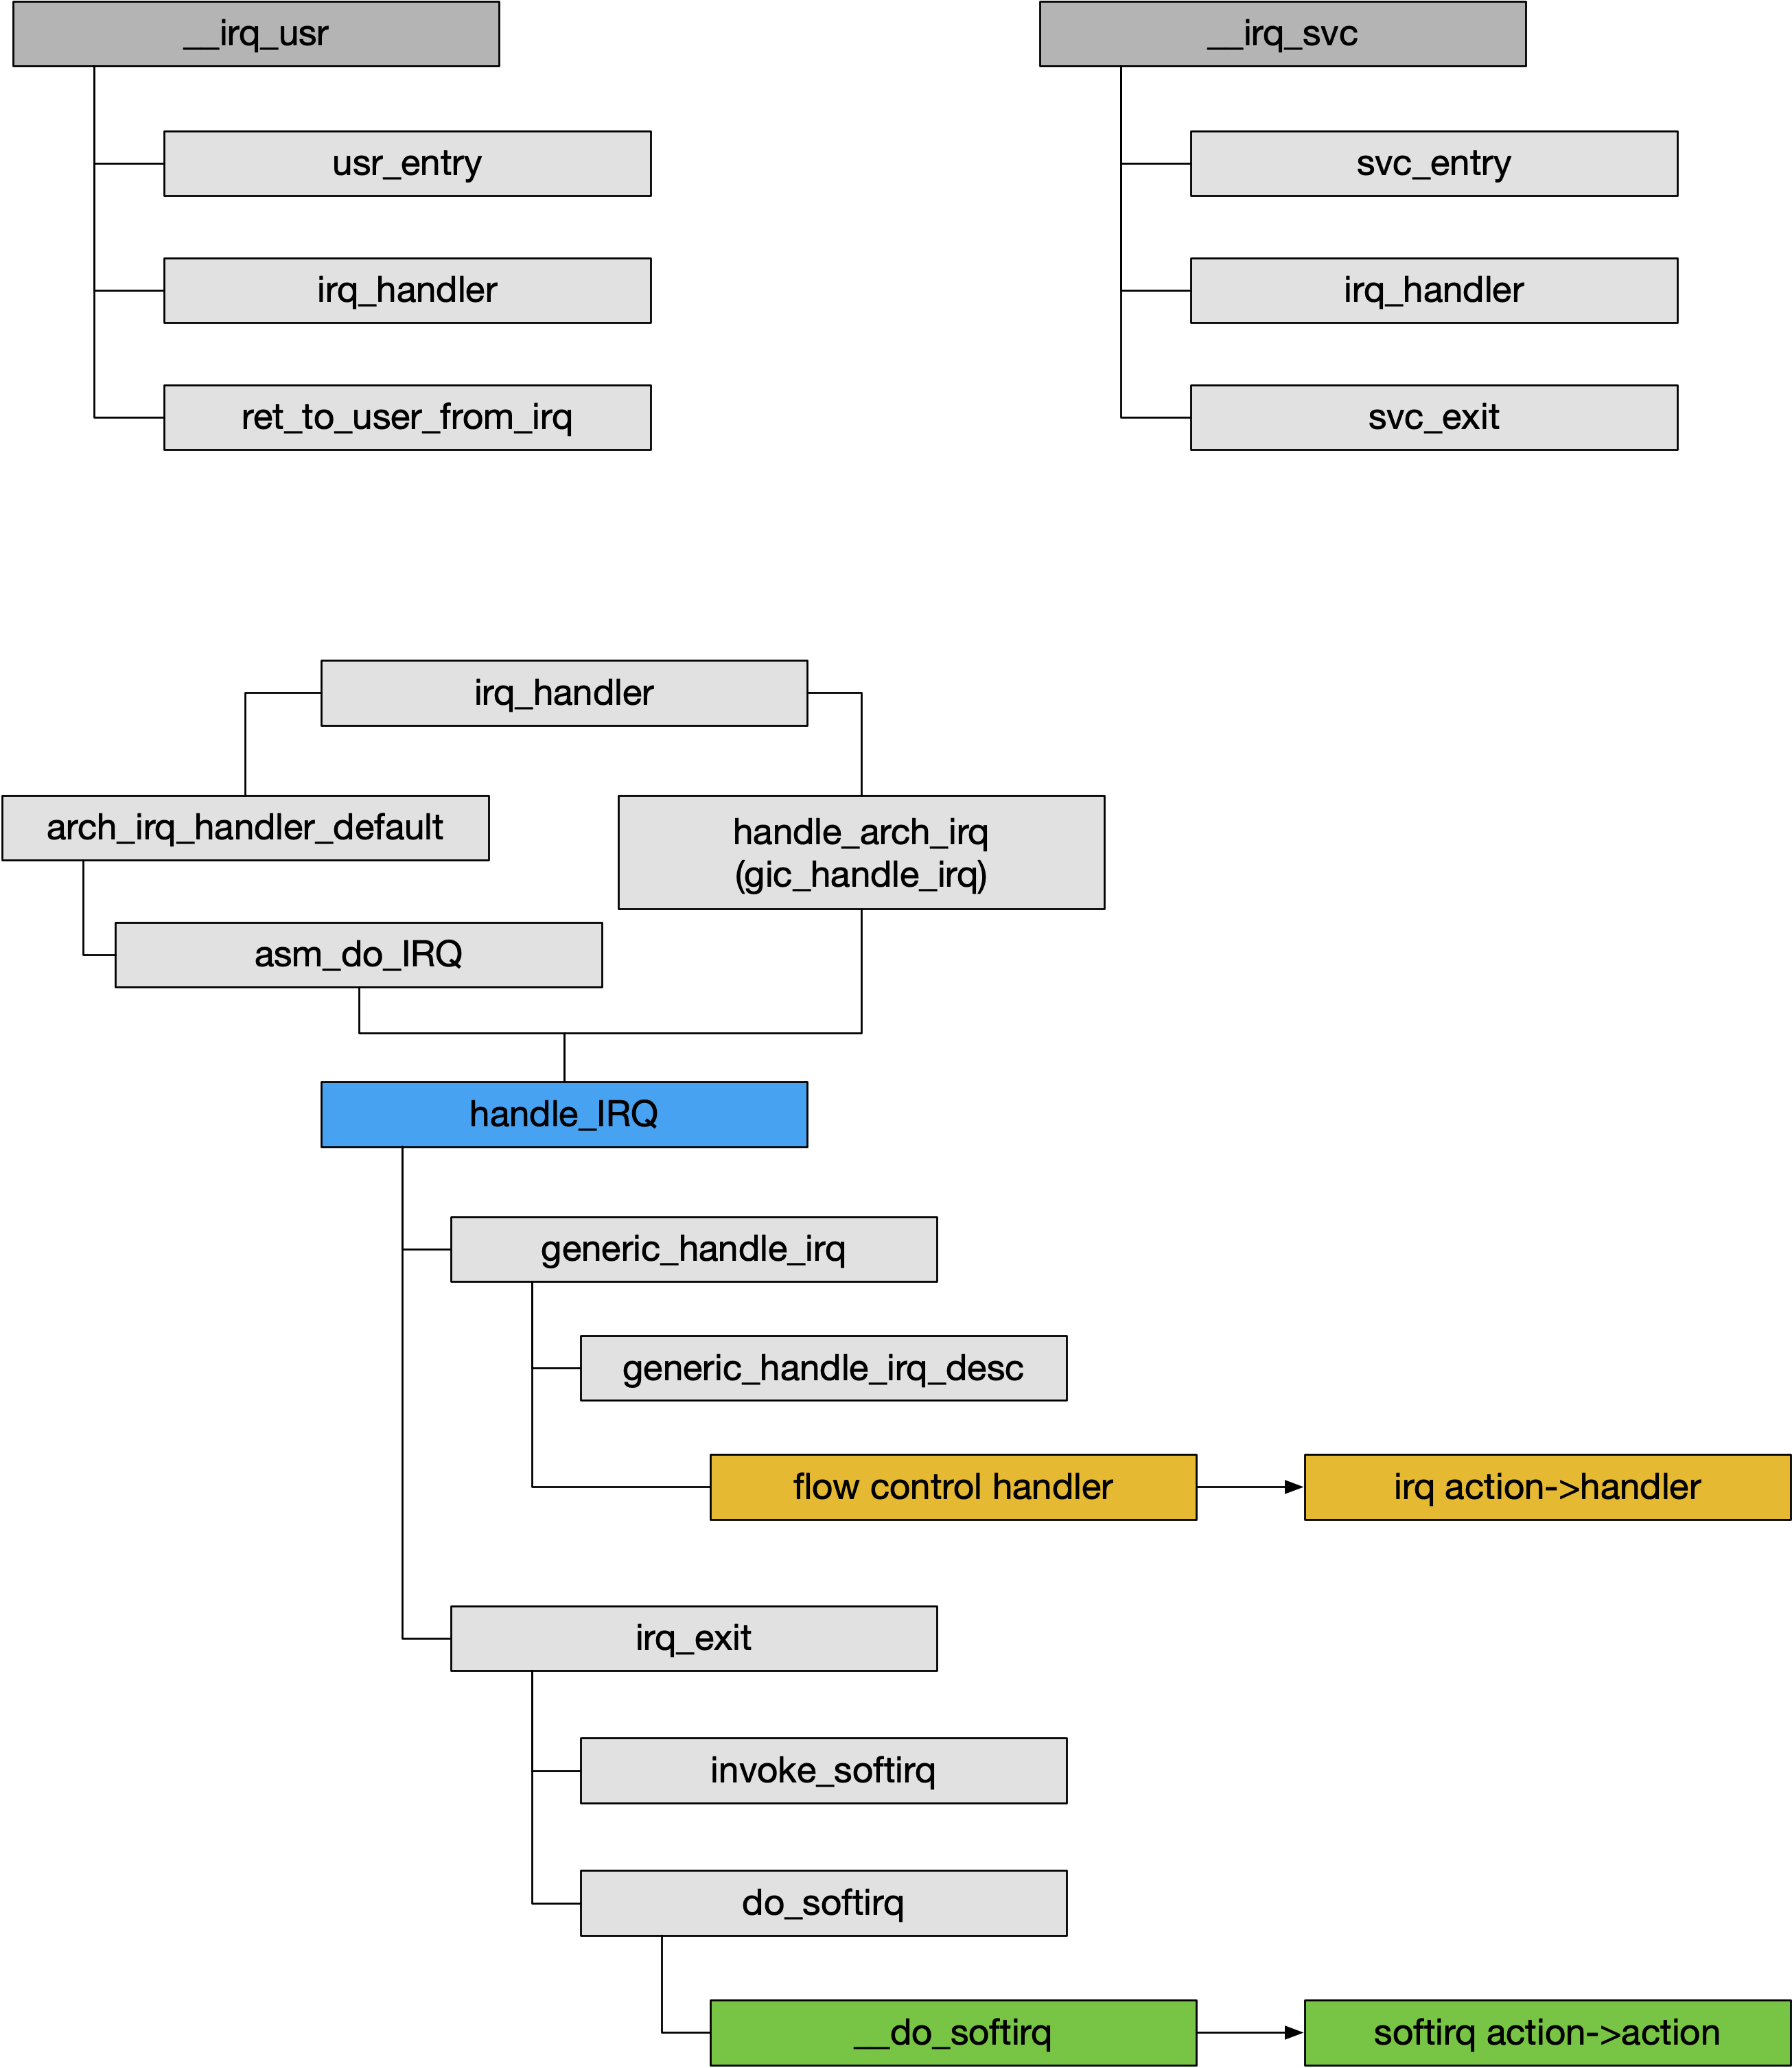 __irq_usr
__irq_svc
usr_entry
svc_entry
irq_handler
irq_handler
ret_to_user_from_irq
svc_exit
irq_handler
arch_irq_handler_default
handle_arch_irq
(gic_handle_irq)
asm_do_IRQ
handle_IRQ
generic_handle_irq
generic_handle_irq_desc
flow control handler
irq action->handler
irq_exit
invoke_softirq
do_softirq
__do_softirq
softirq action->action